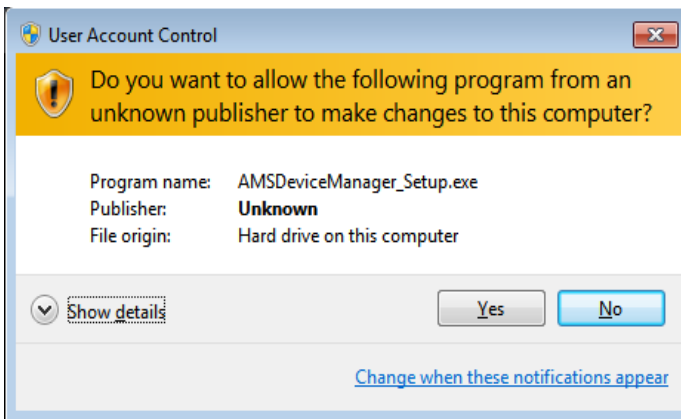 User Account Control
Do you want to allow the following program from an
unknown publisher to make changes to this computer?
Program name: AMSDeviceManager_Setup.exe
Publisher: Unknown
File origin: Hard drive on this computer
Show details Yes No
Change when these notifications appear